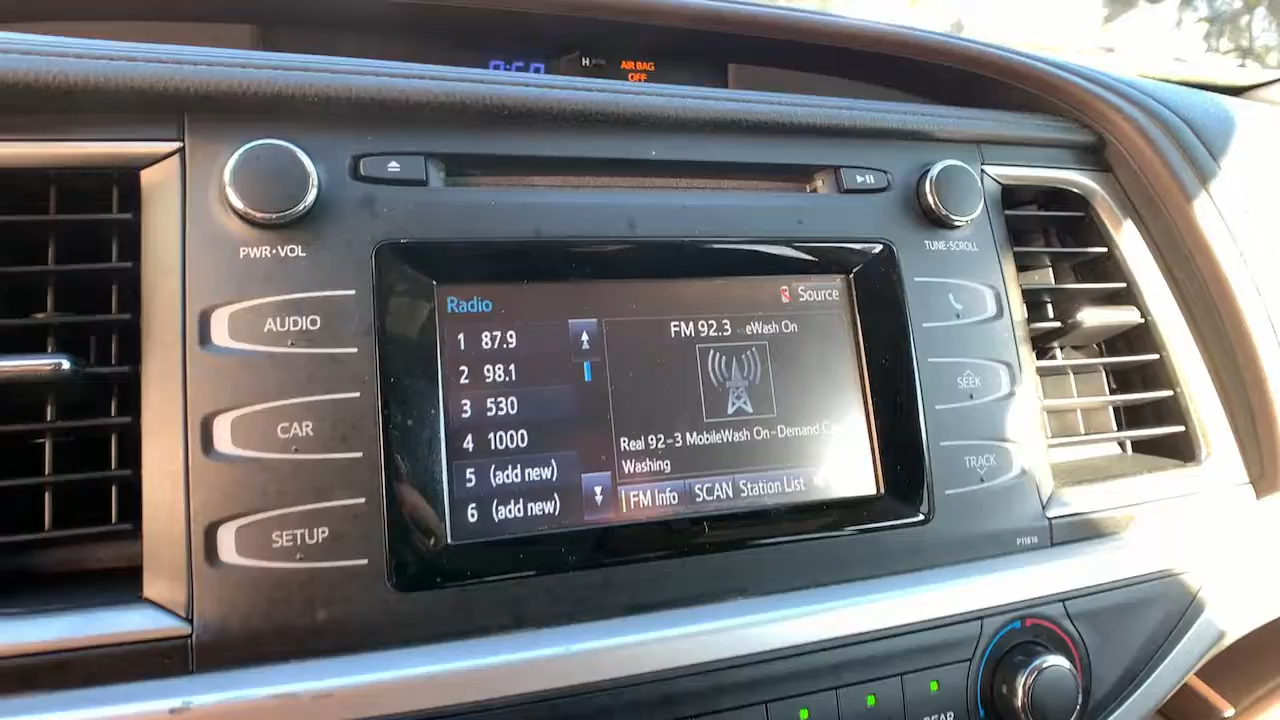 H
AIR BAG
OFF
PWR•VOL
TUNE•SCROLL
AUDIO
CAR
SETUP
Radio
Source
1 87.9
2 98.1
3 530
4 1000
5 (add new)
6 (add new)
FM 92.3 eWash On
Real 92-3 MobileWash On-Demand
Washing
FM Info
SCAN
Station List
SEEK
TRACK
P11816
REAR